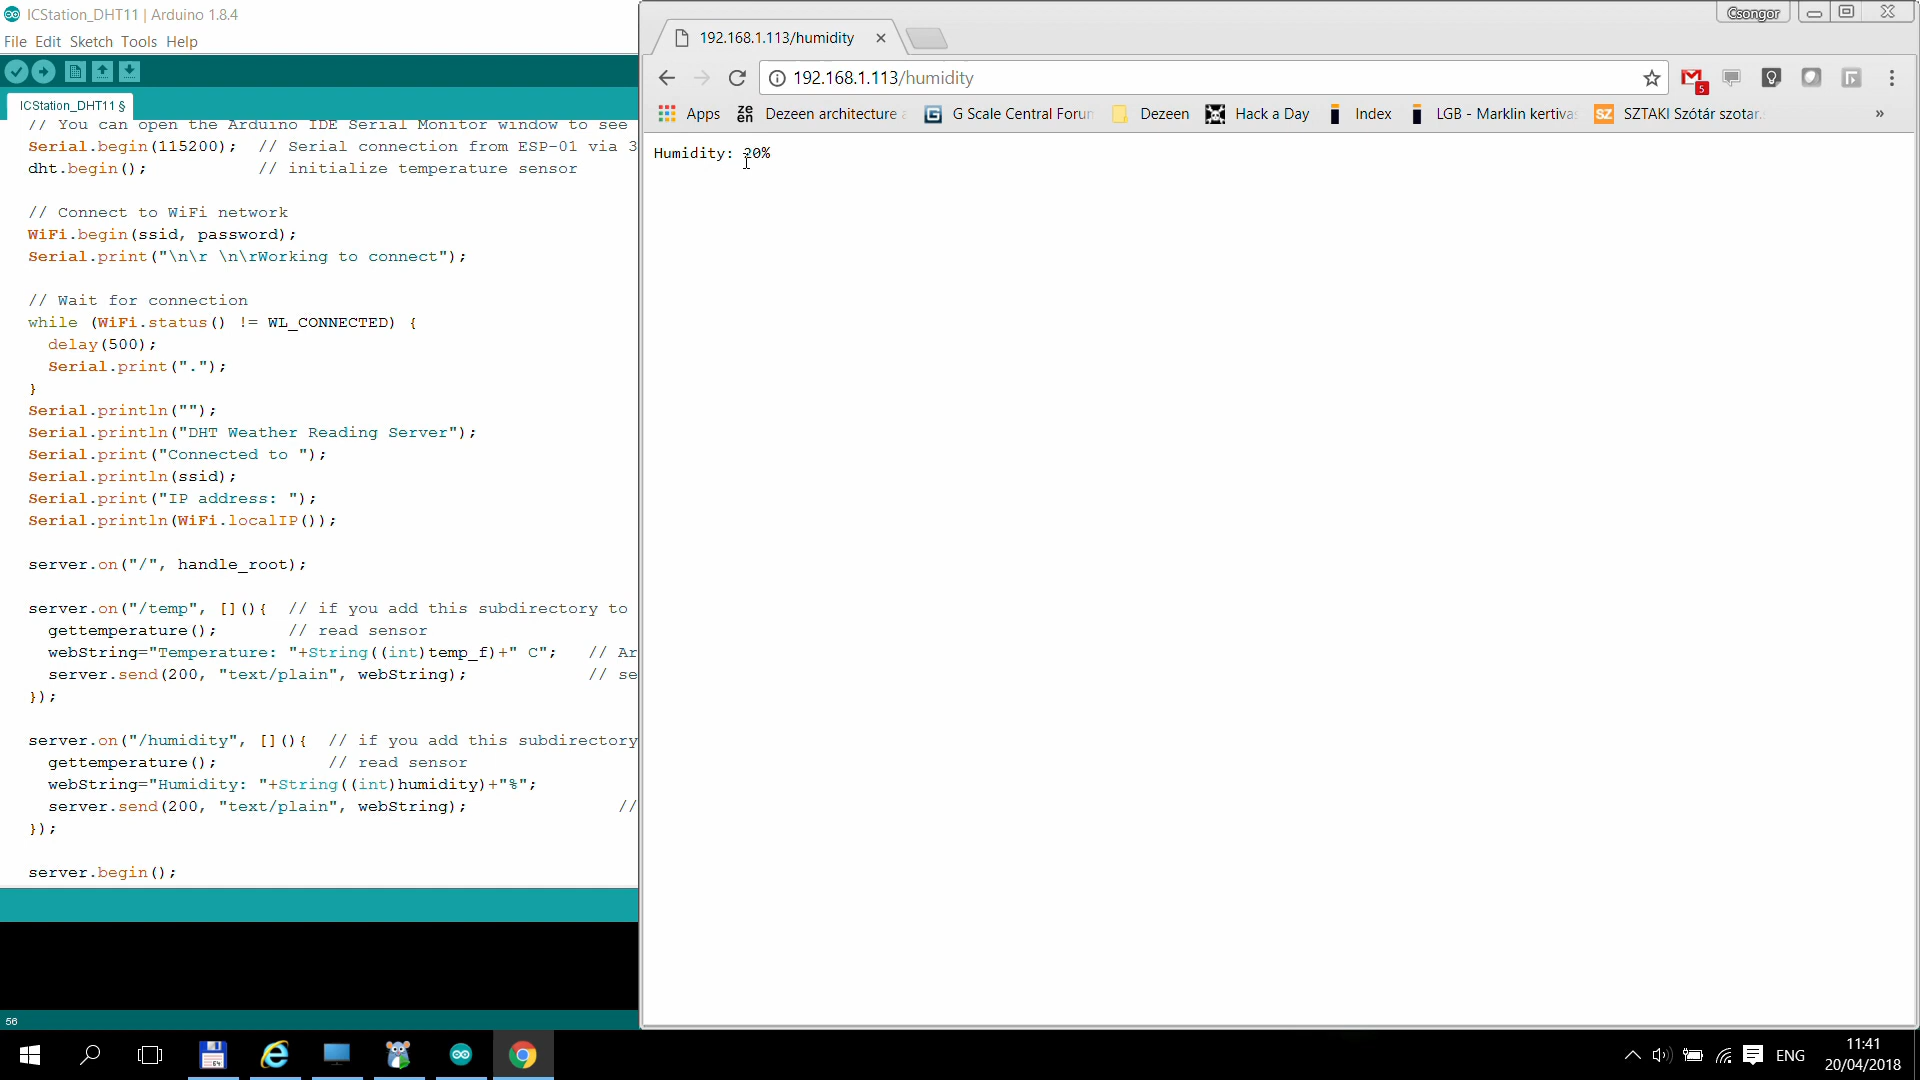 ICStation_DHT11 | Arduino 1.8.4
File Edit Sketch Tools Help
ICStation_DHT11 §
// You can open the Arduino IDE Serial Monitor window to see
Serial.begin(115200);  // Serial connection from ESP-01 via 3
dht.begin();           // initialize temperature sensor
// Connect to WiFi network
WiFi.begin(ssid, password);
Serial.print("\n\r \n\rWorking to connect");
// Wait for connection
while (WiFi.status() != WL_CONNECTED) {
delay(500);
Serial.print(".");
}
Serial.println("");
Serial.println("DHT Weather Reading Server");
Serial.print("Connected to ");
Serial.println(ssid);
Serial.print("IP address: ");
Serial.println(WiFi.localIP());
server.on("/", handle_root);
server.on("/temp", [](){  // if you add this subdirectory to
gettemperature();       // read sensor
webString="Temperature: "+String((int)temp_f)+" C";   // Ar
server.send(200, "text/plain", webString);            // se
});
server.on("/humidity", [](){  // if you add this subdirectory
gettemperature();           // read sensor
webString="Humidity: "+String((int)humidity)+"%";
server.send(200, "text/plain", webString);               //
});
server.begin();
56
Csongor
192.168.1.113/humidity
192.168.1.113/humidity
5
Apps
ze en Dezeen architecture
G Scale Central Forum
Dezeen
Hack a Day
Index
LGB - Marklin kertivas
SZ SZTAKI Szótár szotar.
»
Humidity: 20%
64
ENG
11:41
20/04/2018